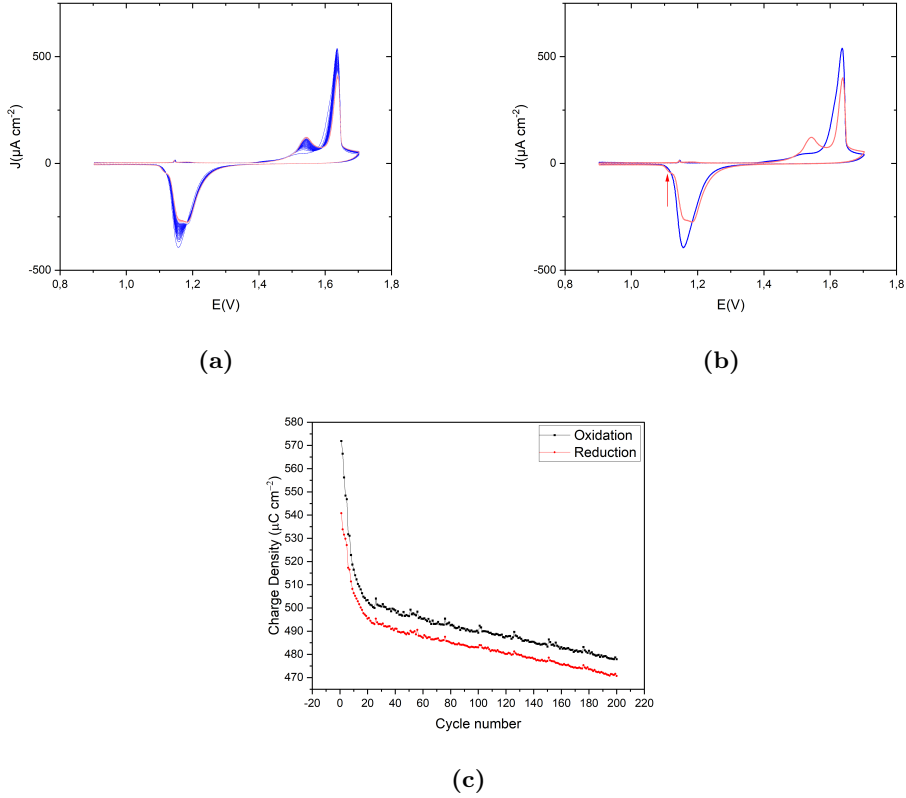 500
0
-500
J(µA cm⁻²)
0,8 1,0 1,2 1,4 1,6 1,8
E(V)
(a)
500
0
-500
J(µA cm⁻²)
0,8 1,0 1,2 1,4 1,6 1,8
E(V)
(b)
580
570
560
550
540
530
520
510
500
490
480
470
Charge Density (µC cm⁻²)
Oxidation
Reduction
-20 0 20 40 60 80 100 120 140 160 180 200 220
Cycle number
(c)